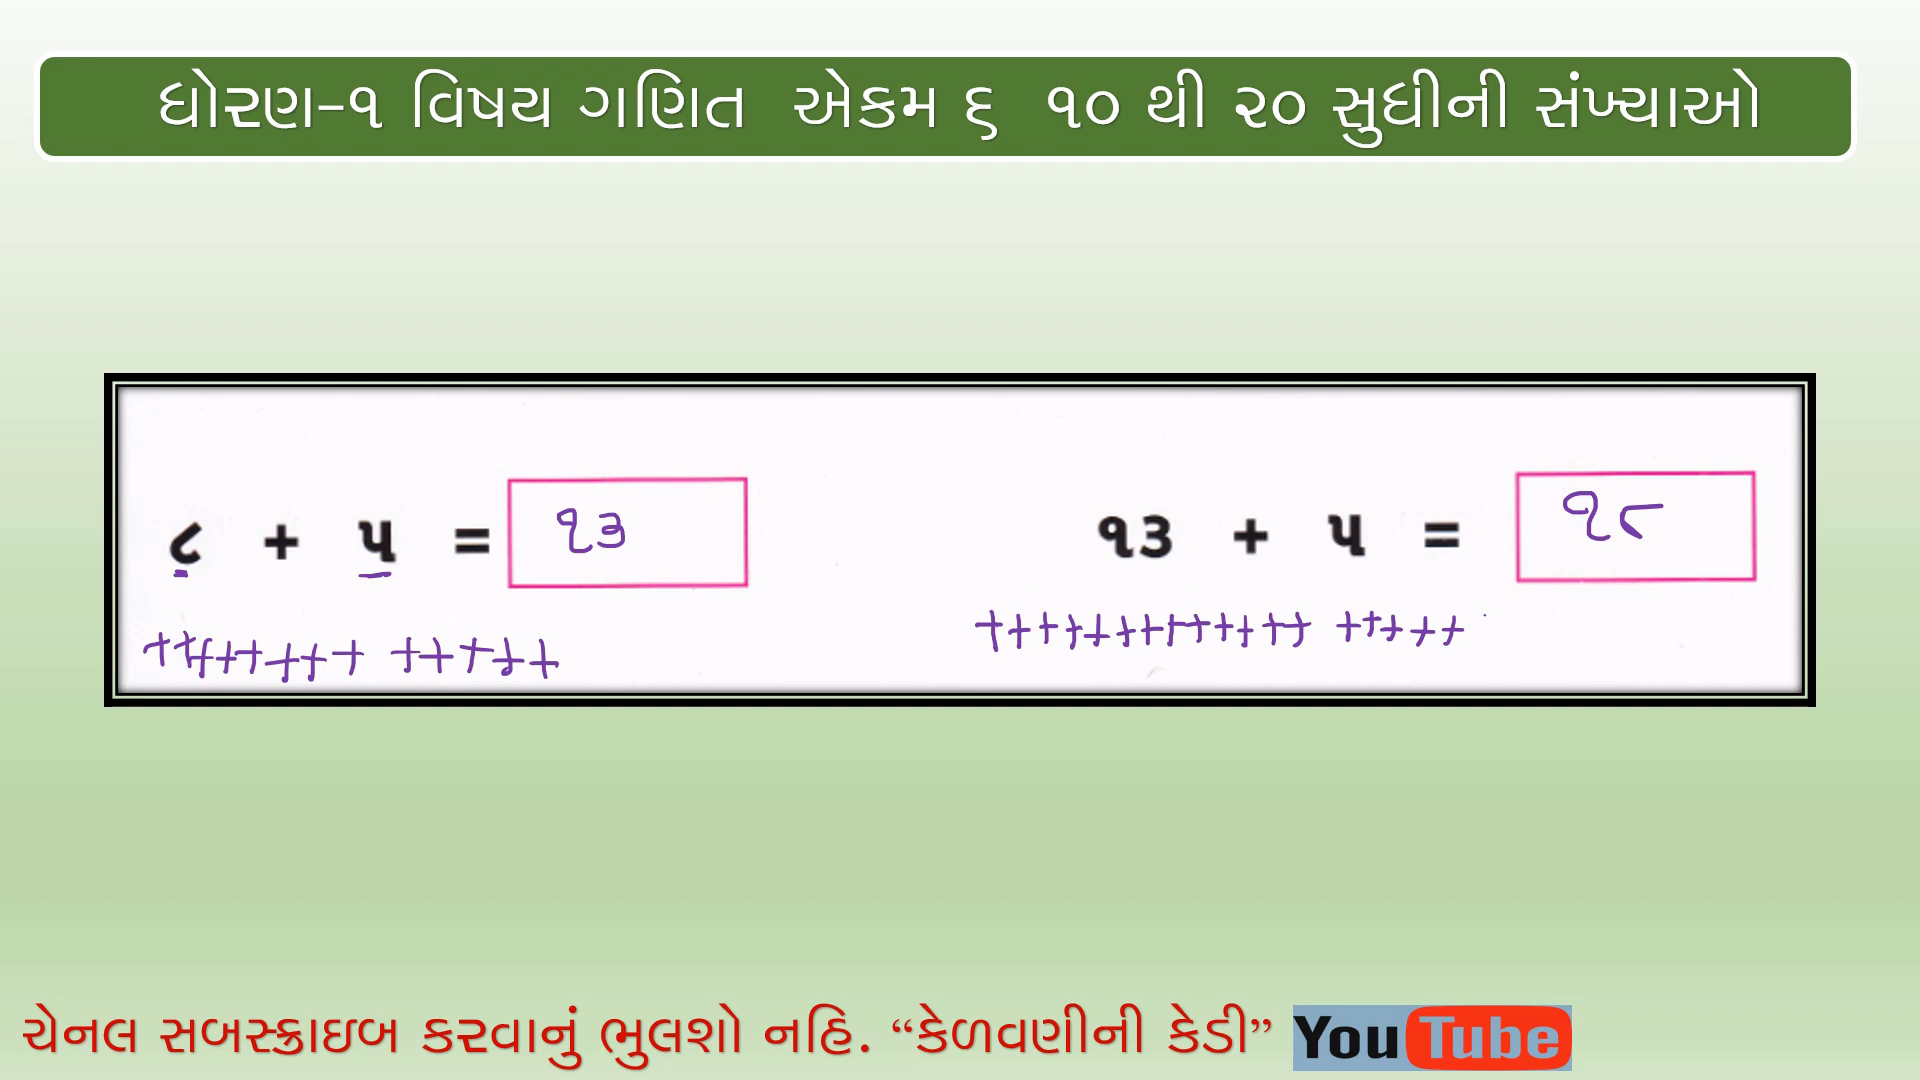 ધોરણ-૧ વિષય ગણિત એકમ ૬ ૧૦ થી ૨૦ સુધીની સંખ્યાઓ
૮ + ૫ = ૧૩
૧૩ + ૫ = ૧૮
ચેનલ સબસ્ક્રાઇબ કરવાનું ભુલશો નહિ. “કેળવણીની કેડી” YouTube